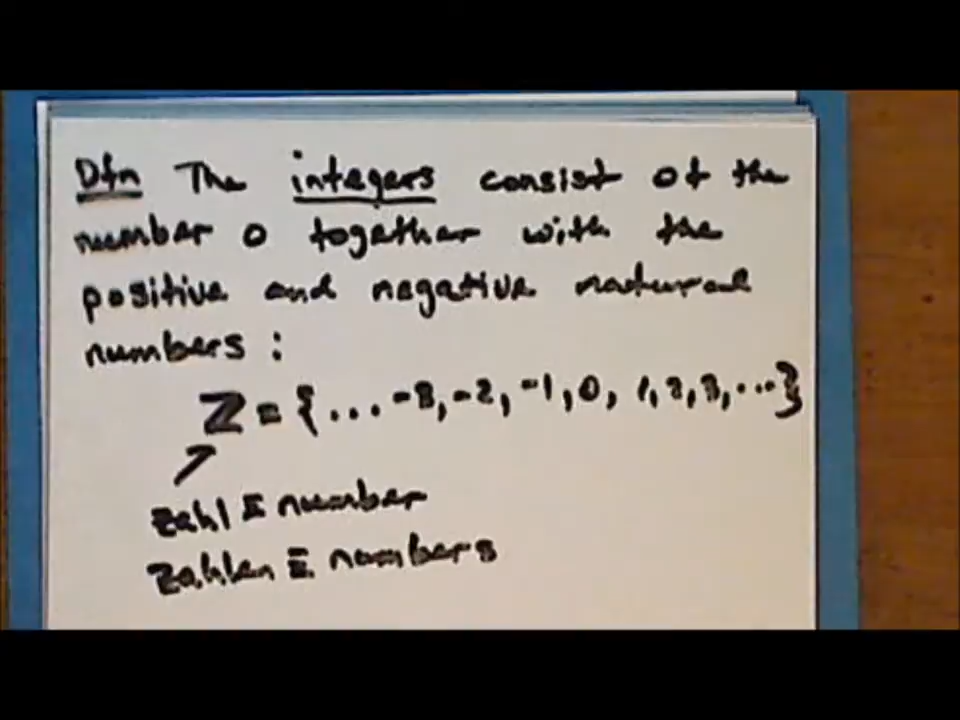 Dfn The integers consist of the
number 0 together with the
positive and negative natural
numbers :
ℤ = {... -3, -2, -1, 0, 1, 2, 3, ...}
zahl ≡ number
zahlen ≡ numbers